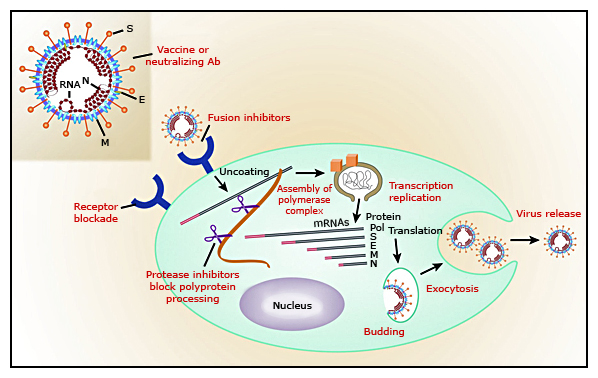 S
Vaccine or
neutralizing Ab
RNA N
E
M
Fusion inhibitors
Uncoating
Receptor
blockade
Assembly of
polymerase
complex
Transcription
replication
mRNAs
Protein
Pol
Translation
S
E
M
N
Virus release
Protease inhibitors
block polyprotein
processing
Nucleus
Exocytosis
Budding